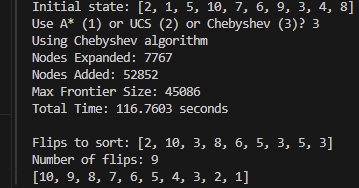 Initial state: [2, 1, 5, 10, 7, 6, 9, 3, 4, 8]
Use A* (1) or UCS (2) or Chebyshev (3)? 3
Using Chebyshev algorithm
Nodes Expanded: 7767
Nodes Added: 52852
Max Frontier Size: 45086
Total Time: 116.7603 seconds
Flips to sort: [2, 10, 3, 8, 6, 5, 3, 5, 3]
Number of flips: 9
[10, 9, 8, 7, 6, 5, 4, 3, 2, 1]